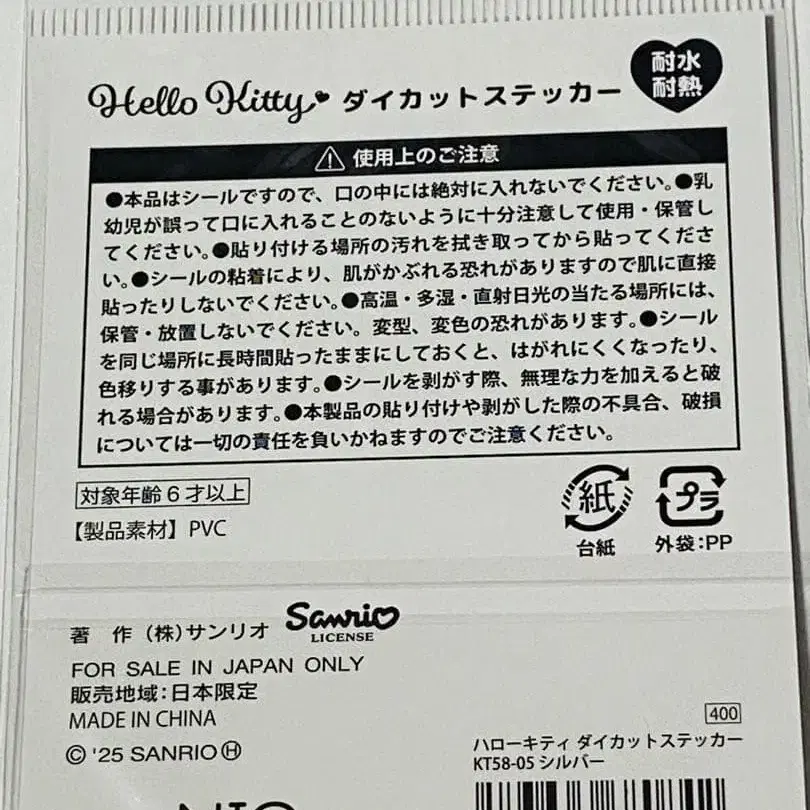 Hello Kitty ダイカットステッカー
耐水
耐熱
使用上のご注意
●本品はシールですので、口の中には絶対に入れないでください。●乳
幼児が誤って口に入れることのないように十分注意して使用・保管し
てください。●貼り付ける場所の汚れを拭き取ってから貼ってくださ
い。●シールの粘着により、肌がかぶれる恐れがありますので肌に直接
貼ったりしないでください。●高温・多湿・直射日光の当たる場所には、
保管・放置しないでください。変型、変色の恐れがあります。●シール
を同じ場所に長時間貼ったままにしておくと、はがれにくくなったり、
色移りする事があります。●シールを剥がす際、無理な力を加えると破
れる場合があります。●本製品の貼り付けや剥がした際の不具合、破損
については一切の責任を負いかねますのでご注意ください。
対象年齢6才以上
【製品素材】PVC
紙
台紙
プラ
外袋:PP
著 作 (株)サンリオ
Sanrio
LICENSE
FOR SALE IN JAPAN ONLY
販売地域:日本限定
MADE IN CHINA
© '25 SANRIO Ⓗ
400
ハローキティ ダイカットステッカー
KT58-05 シルバー